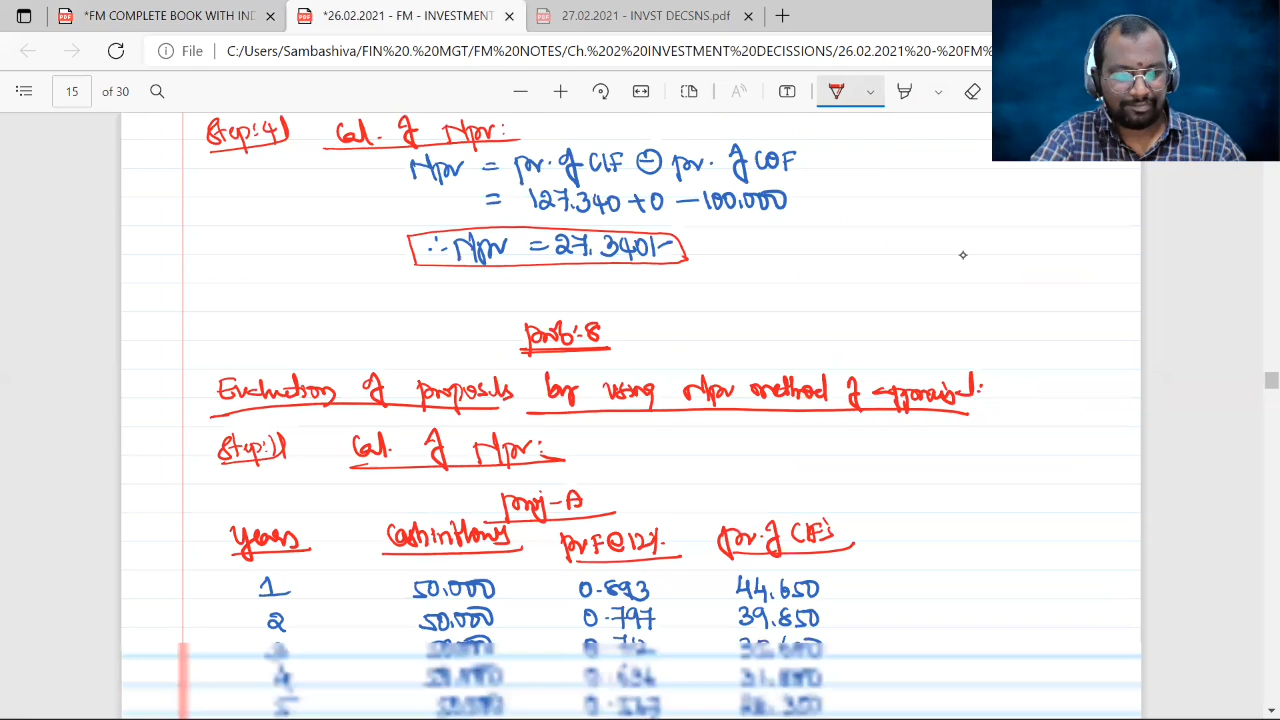 *FM COMPLETE BOOK WITH IND
*26.02.2021 - FM - INVESTMENT
27.02.2021 - INVST DECSNS.pdf
File
C:/Users/Sambashiva/FIN%20.%20MGT/FM%20NOTES/Ch.%202%20INVESTMENT%20DECISSIONS/26.02.2021%20-%20FM%
15 of 30
Step:4) Cal. of Npv:
Npv = pv. of CIF ⊖ pv. of COF
= 127.340 + 0 — 100.000
∴ Npv = 27.340/-
prob:-8
Evaluation of proposals by using Npv method of appraisal:
Step:1) Cal. of Npv:
proj-A
Years Cash inflows pvF@12% pv. of CIF's
1 50.000 0.893 44.650
2 50.000 0.797 39.850